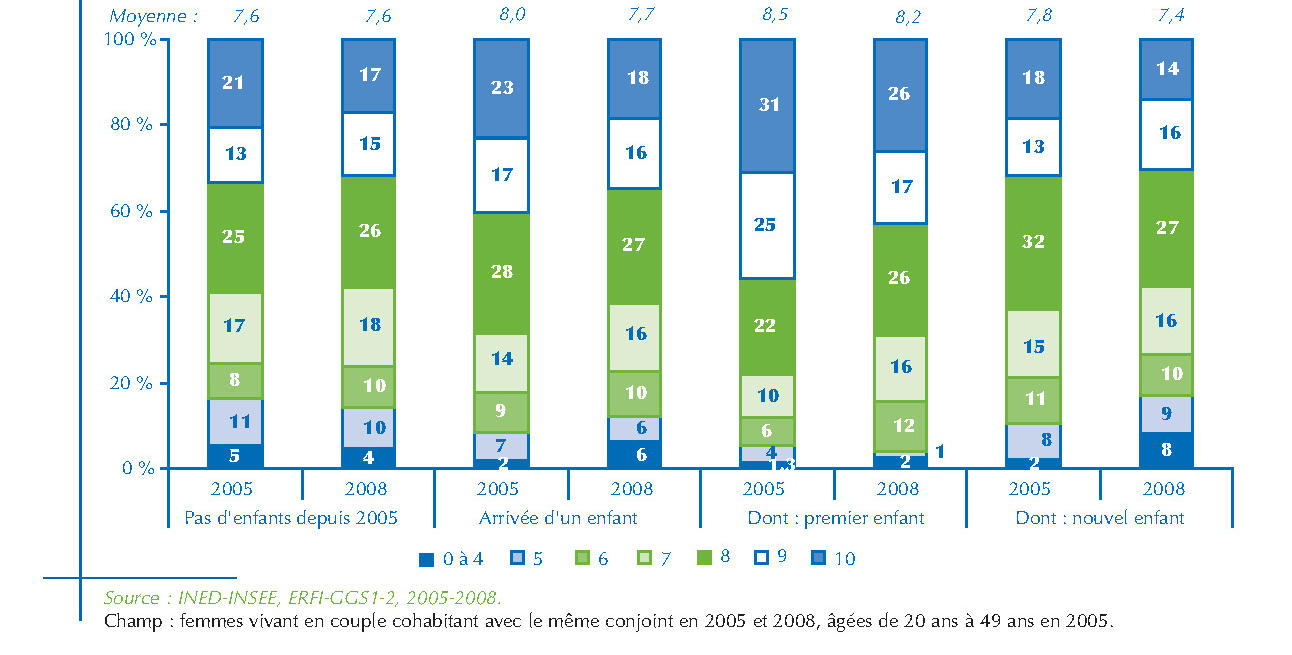 Moyenne : 7,6 7,6 8,0 7,7 8,5 8,2 7,8 7,4
100 %
21 17 23 18 31 26 18 14
80 %
13 15 17 16 25 17 13 16
60 %
25 26 28 27 22 26 32 27
40 %
17 18 14 16 10 16 15 16
20 %
8 10 9 10 6 12 11 10
11 10 7 6 4 1 8 9
5 4 2 6 1,3 2 2 8
0 %
2005 2008 2005 2008 2005 2008 2005 2008
Pas d'enfants depuis 2005 Arrivée d'un enfant Dont : premier enfant Dont : nouvel enfant
0 à 4 5 6 7 8 9 10
Source : INED-INSEE, ERFI-GGS1-2, 2005-2008.
Champ : femmes vivant en couple cohabitant avec le même conjoint en 2005 et 2008, âgées de 20 ans à 49 ans en 2005.